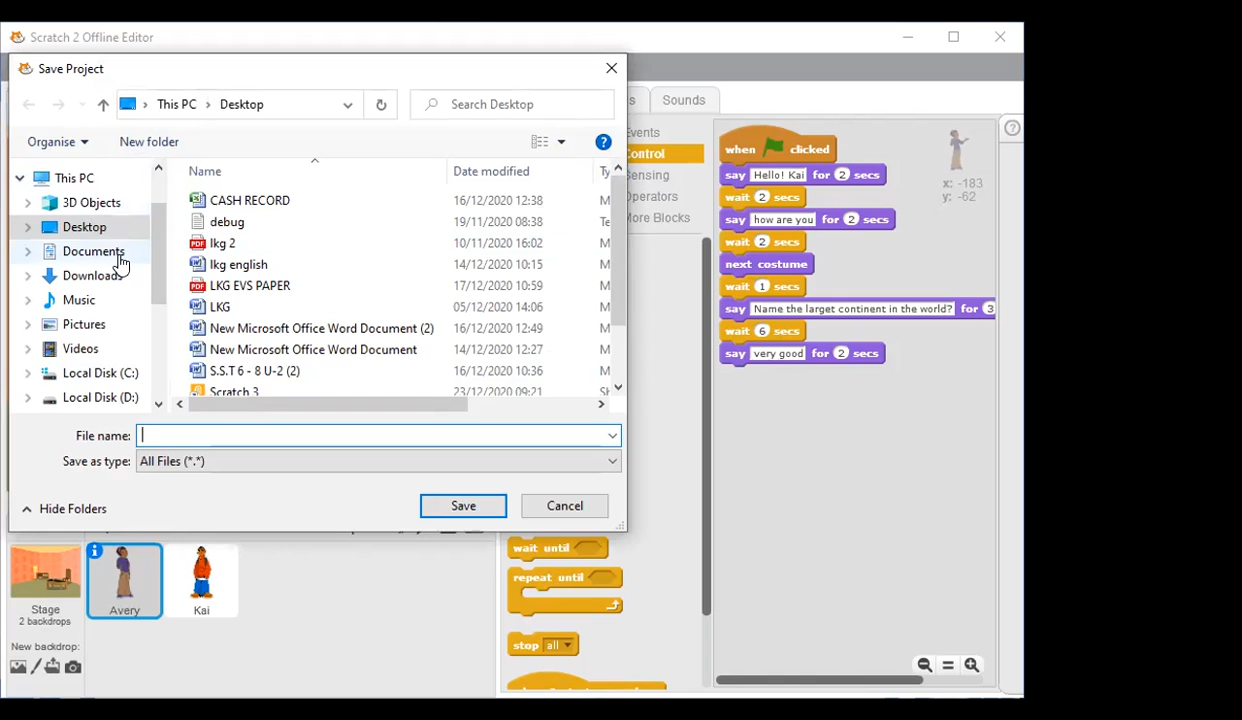 Scratch 2 Offline Editor
Save Project
This PC > Desktop
Search Desktop
Organise
New folder
Name
Date modified
Ty
This PC
3D Objects
Desktop
Documents
Downloads
Music
Pictures
Videos
Local Disk (C:)
Local Disk (D:)
CASH RECORD 16/12/2020 12:38 M
debug 19/11/2020 08:38 Te
lkg 2 10/11/2020 16:02 M
lkg english 14/12/2020 10:15 M
LKG EVS PAPER 17/12/2020 10:59 M
LKG 05/12/2020 14:06 M
New Microsoft Office Word Document (2) 16/12/2020 12:49 M
New Microsoft Office Word Document 14/12/2020 12:27 M
S.S.T 6 - 8 U-2 (2) 16/12/2020 10:36 M
Scratch 3 23/12/2020 09:21 Sh
File name:
Save as type: All Files (*.*)
Hide Folders
Save
Cancel
s
Sounds
Events
Control
Sensing
Operators
More Blocks
when clicked
say Hello! Kai for 2 secs
wait 2 secs
say how are you for 2 secs
wait 2 secs
next costume
wait 1 secs
say Name the larget continent in the world? for 3
wait 6 secs
say very good for 2 secs
x: -183
y: -62
wait until
repeat until
stop all
Stage
2 backdrops
New backdrop:
Avery
Kai